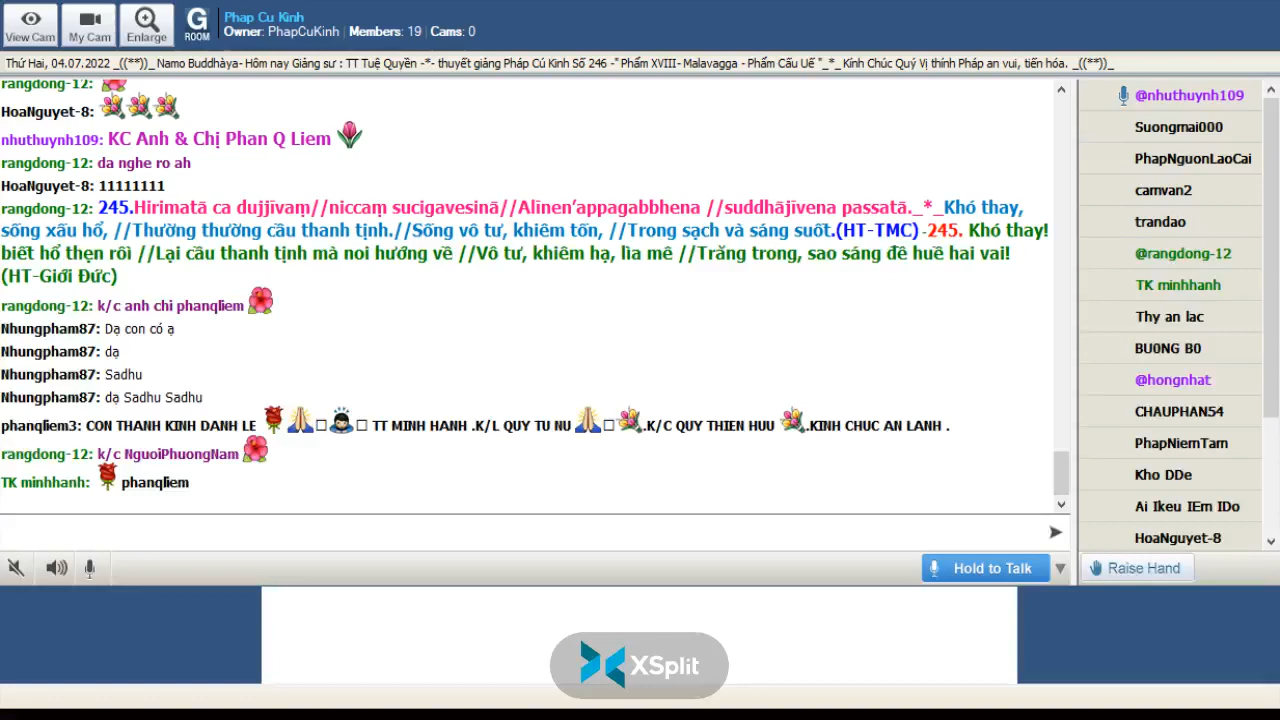 View Cam
My Cam
Enlarge
G
ROOM
Phap Cu Kinh
Owner: PhapCuKinh | Members: 19 | Cams: 0
Thứ Hai, 04.07.2022 _((**))_ Namo Buddhàya- Hôm nay Giảng sư : TT Tuệ Quyền -*- thuyết giảng Pháp Cú Kinh Số 246 -" Phẩm XVIII- Malavagga - Phẩm Cấu Uế "_*_ Kính Chúc Quý Vị thính Pháp an vui, tiến hóa. _((**))_
rangdong-12:
HoaNguyet-8:
nhuthuynh109: KC Anh & Chị Phan Q Liem
rangdong-12: da nghe ro ah
HoaNguyet-8: 11111111
rangdong-12: 245.Hirimatā ca dujjīvaṃ//niccaṃ sucigavesinā//Alīnen'appagabbhena //suddhājīvena passatā._*_Khó thay,
sống xấu hổ, //Thường thường cầu thanh tịnh.//Sống vô tư, khiêm tốn, //Trong sạch và sáng suốt.(HT-TMC) -245. Khó thay!
biết hổ thẹn rồi //Lại cầu thanh tịnh mà noi hướng về //Vô tư, khiêm hạ, lìa mê //Trăng trong, sao sáng đề huề hai vai!
(HT-Giới Đức)
rangdong-12: k/c anh chi phanqliem
Nhungpham87: Dạ con có ạ
Nhungpham87: dạ
Nhungpham87: Sadhu
Nhungpham87: dạ Sadhu Sadhu
phanqliem3: CON THANH KINH DANH LE TT MINH HANH .K/L QUY TU NU .K/C QUY THIEN HUU .KINH CHUC AN LANH .
rangdong-12: k/c NguoiPhuongNam
TK minhhanh: phanqliem
@nhuthuynh109
Suongmai000
PhapNguonLaoCai
camvan2
trandao
@rangdong-12
TK minhhanh
Thy an lac
BU0NG B0
@hongnhat
CHAUPHAN54
PhapNiemTam
Kho DDe
Ai Ikeu IEm IDo
HoaNguyet-8
Hold to Talk
Raise Hand
XSplit